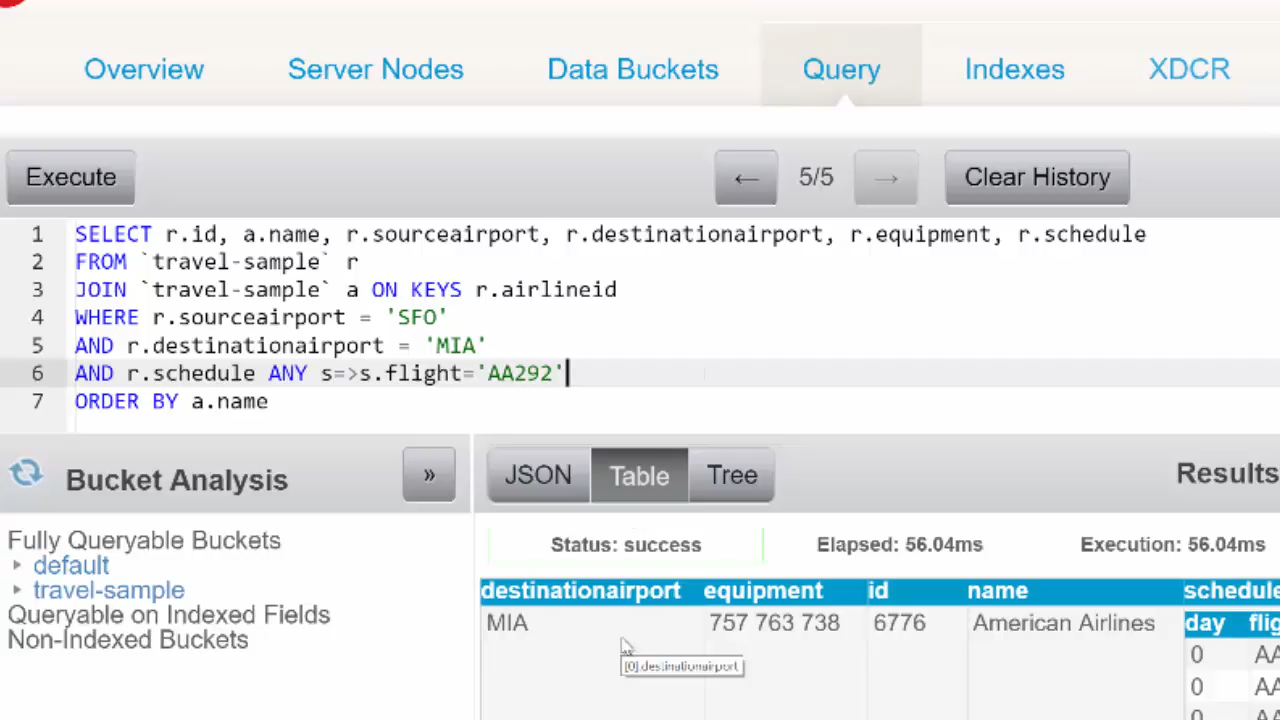 Overview Server Nodes Data Buckets Query Indexes XDCR
Execute ← 5/5 → Clear History
1 SELECT r.id, a.name, r.sourceairport, r.destinationairport, r.equipment, r.schedule
2 FROM `travel-sample` r
3 JOIN `travel-sample` a ON KEYS r.airlineid
4 WHERE r.sourceairport = 'SFO'
5 AND r.destinationairport = 'MIA'
6 AND r.schedule ANY s=>s.flight='AA292'
7 ORDER BY a.name
Bucket Analysis » JSON Table Tree Results
Fully Queryable Buckets
default
travel-sample
Queryable on Indexed Fields
Non-Indexed Buckets
Status: success Elapsed: 56.04ms Execution: 56.04ms
destinationairport equipment id name schedule
MIA 757 763 738 6776 American Airlines day flig
[0].destinationairport
0 AA
0 AA